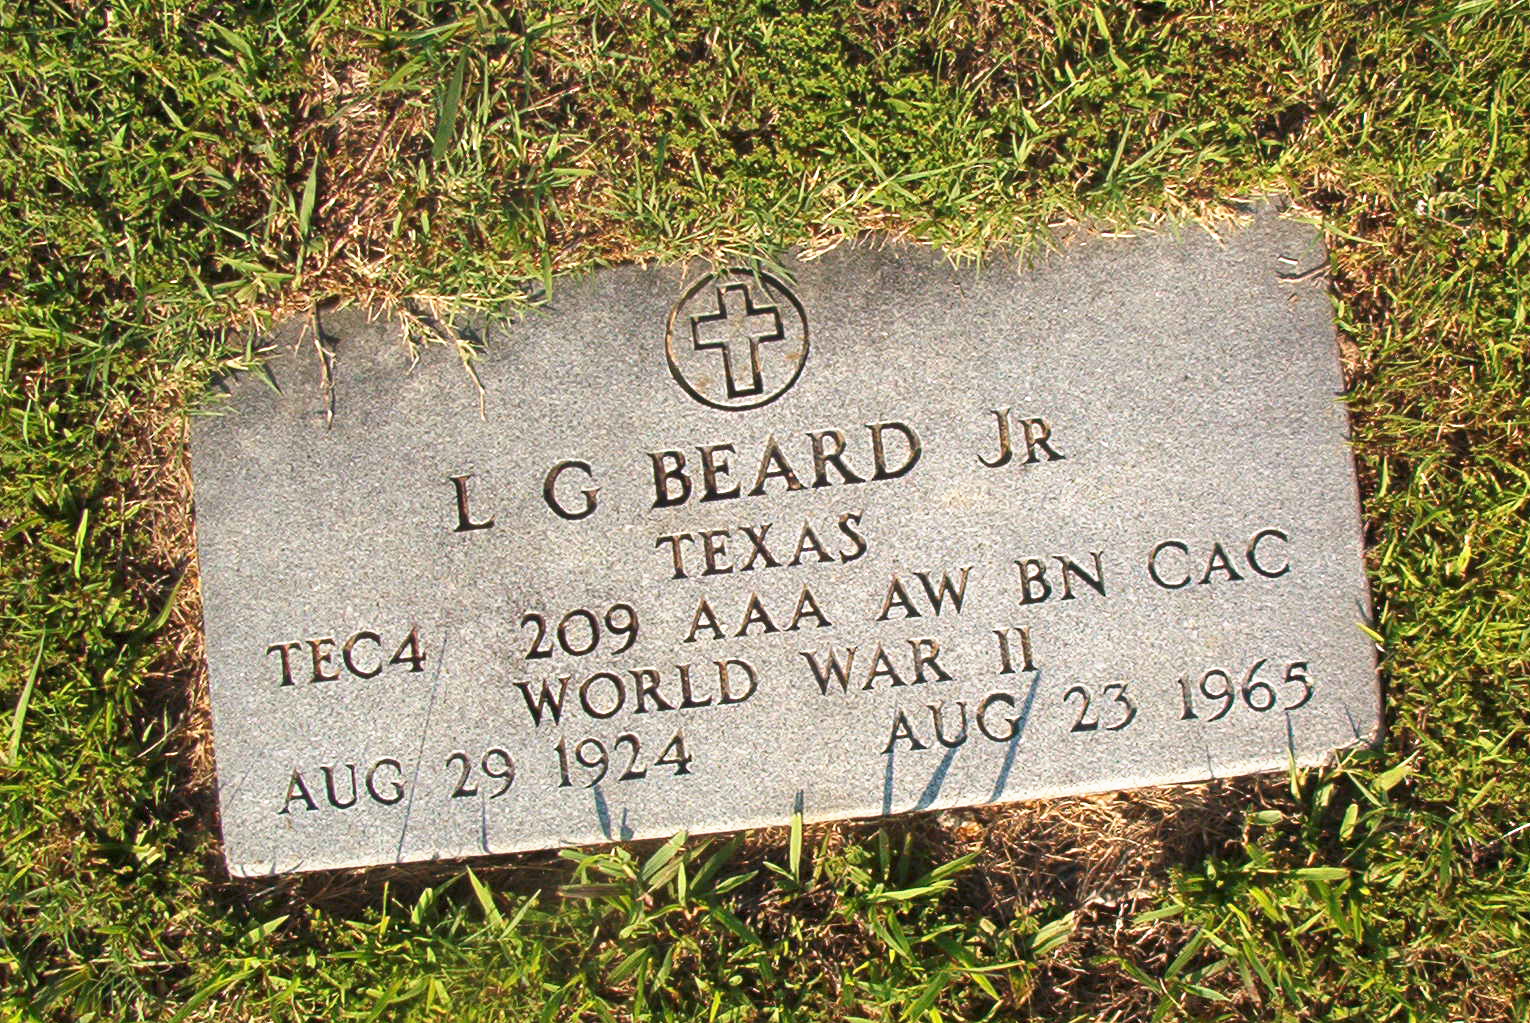 L G BEARD JR
TEXAS
TEC4 209 AAA AW BN CAC
WORLD WAR II
AUG 29 1924 AUG 23 1965